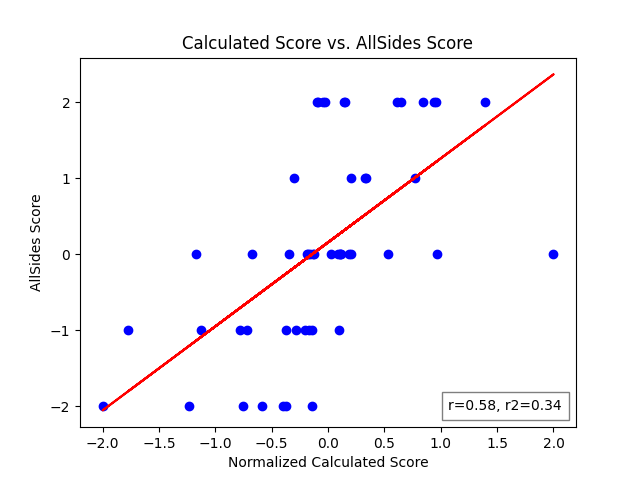 Calculated Score vs. AllSides Score
AllSides Score
2
1
0
−1
−2
r=0.58, r2=0.34
−2.0 −1.5 −1.0 −0.5 0.0 0.5 1.0 1.5 2.0
Normalized Calculated Score